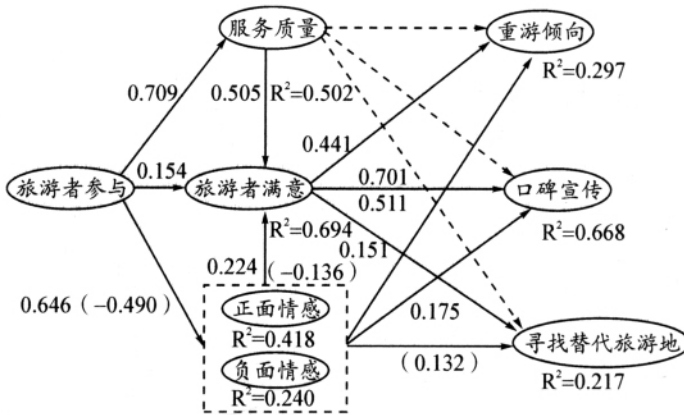 服务质量
重游倾向
R²=0.297
0.709
0.505
R²=0.502
0.441
0.154
旅游者参与
旅游者满意
0.701
0.511
口碑宣传
R²=0.694
R²=0.668
0.151
0.224
(-0.136)
0.646(-0.490)
正面情感
R²=0.418
0.175
负面情感
R²=0.240
(0.132)
寻找替代旅游地
R²=0.217